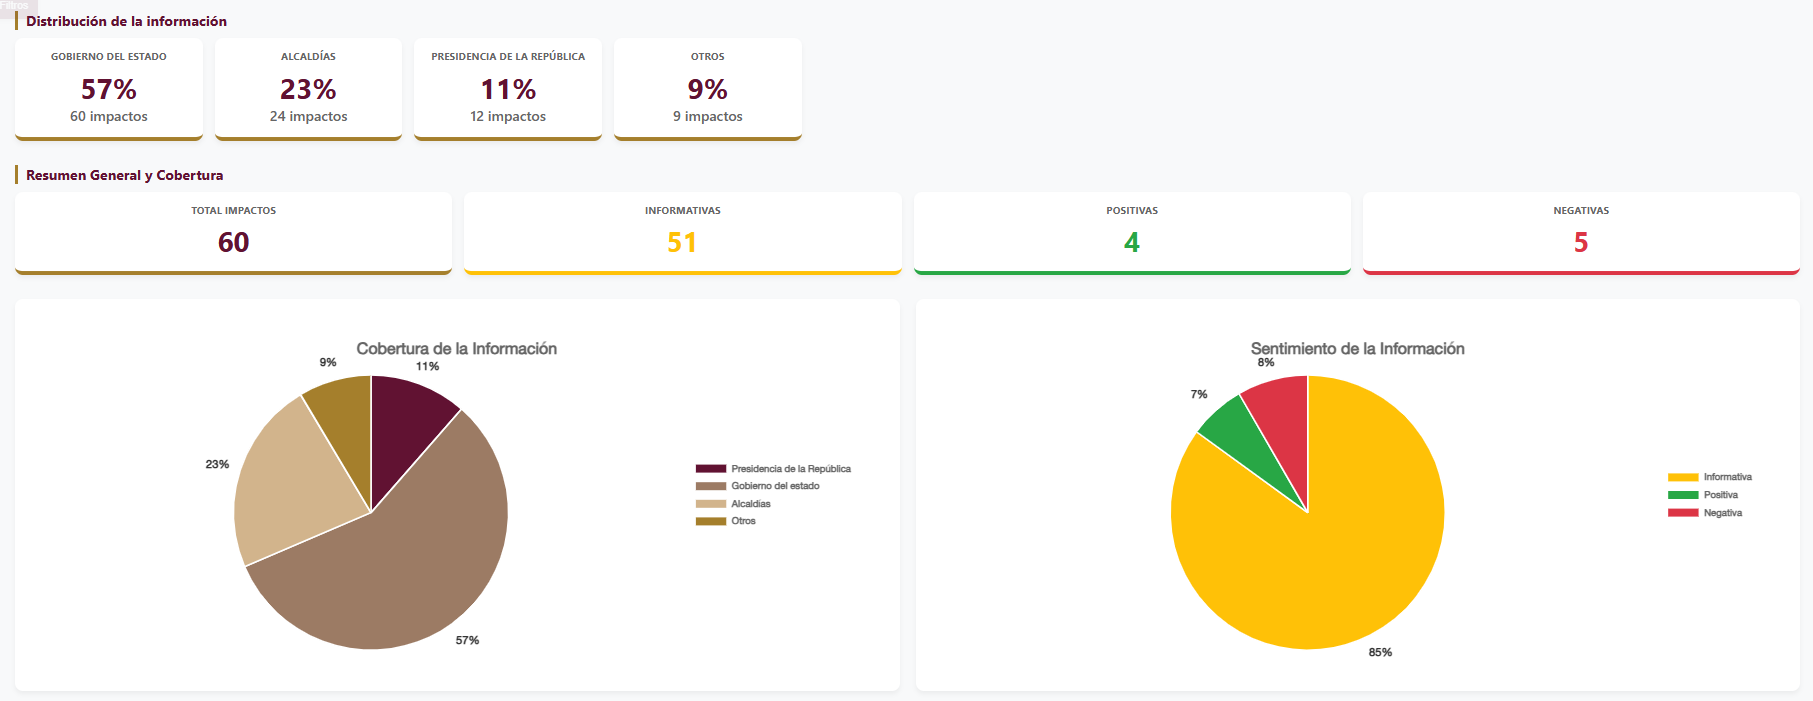 Filtros
Distribución de la información
GOBIERNO DEL ESTADO
57%
60 impactos
ALCALDÍAS
23%
24 impactos
PRESIDENCIA DE LA REPÚBLICA
11%
12 impactos
OTROS
9%
9 impactos
Resumen General y Cobertura
TOTAL IMPACTOS
60
INFORMATIVAS
51
POSITIVAS
4
NEGATIVAS
5
Cobertura de la Información
9%
11%
23%
57%
Presidencia de la República
Gobierno del estado
Alcaldías
Otros
Sentimiento de la Información
8%
7%
85%
Informativa
Positiva
Negativa